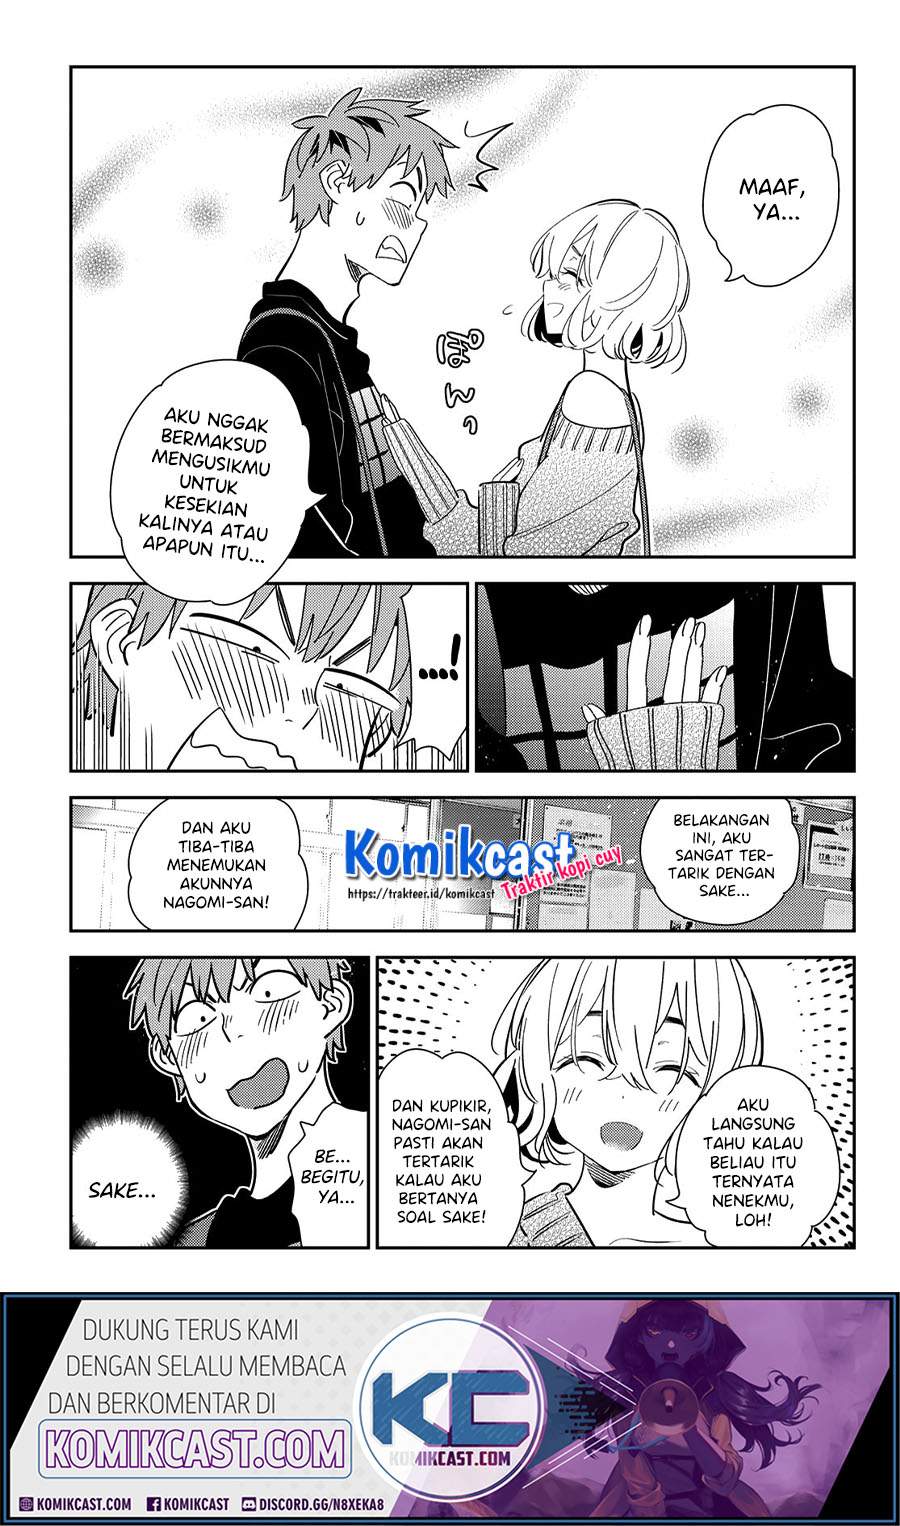 MAAF,
YA...
AKU NGGAK
BERMAKSUD
MENGUSIKMU
UNTUK
KESEKIAN
KALINYA ATAU
APAPUN ITU...
....!
BELAKANGAN
INI, AKU
SANGAT TER-
TARIK DENGAN
SAKE...
DAN AKU
TIBA-TIBA
MENEMUKAN
AKUNNYA
NAGOMI-SAN!
Komikcast
Traktir kopi cuy
https://trakteer.id/komikcast
AKU
LANGSUNG
TAHU KALAU
BELIAU ITU
TERNYATA
NENEKMU,
LOH!
DAN KUPIKIR,
NAGOMI-SAN
PASTI AKAN
TERTARIK
KALAU AKU
BERTANYA
SOAL SAKE!
BE...
BEGITU,
YA...
SAKE...
DUKUNG TERUS KAMI
DENGAN SELALU MEMBACA
DAN BERKOMENTAR DI
KOMIKCAST.COM
KOMIKCAST.COM
KOMIKCAST
DISCORD.GG/N8XEKA8
KC
KOMIKCAST.COM